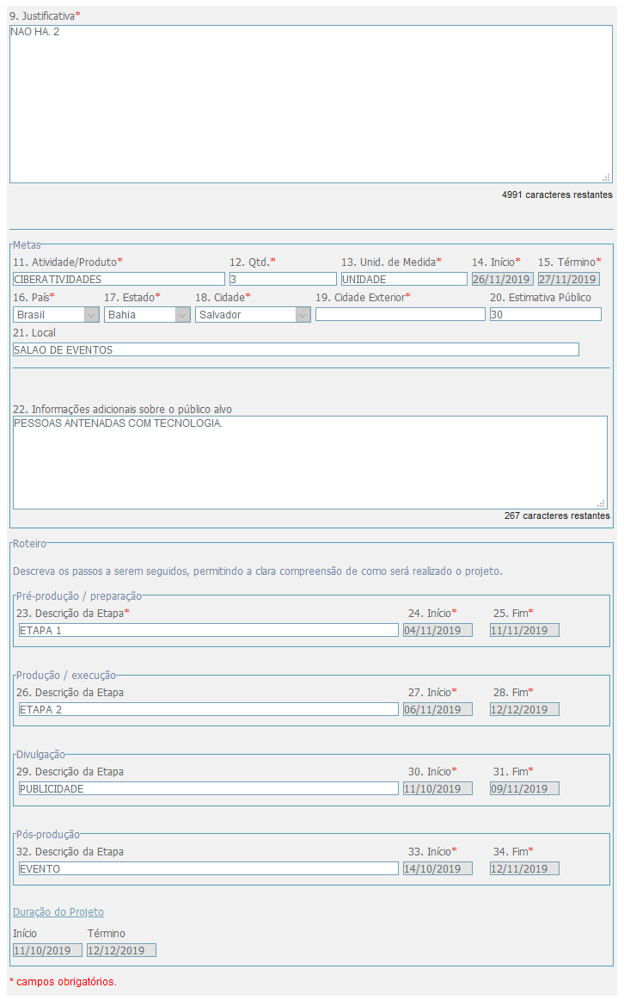 9. Justificativa*
NAO HA. 2
4991 caracteres restantes
Metas
11. Atividade/Produto* 12. Qtd.* 13. Unid. de Medida* 14. Início* 15. Término*
CIBERATIVIDADES 3 UNIDADE 26/11/2019 27/11/2019
16. País* 17. Estado* 18. Cidade* 19. Cidade Exterior* 20. Estimativa Público
Brasil Bahia Salvador 30
21. Local
SALAO DE EVENTOS
22. Informações adicionais sobre o público alvo
PESSOAS ANTENADAS COM TECNOLOGIA.
267 caracteres restantes
Roteiro
Descreva os passos a serem seguidos, permitindo a clara compreensão de como será realizado o projeto.
Pré-produção / preparação
23. Descrição da Etapa* 24. Início* 25. Fim*
ETAPA 1 04/11/2019 11/11/2019
Produção / execução
26. Descrição da Etapa 27. Início* 28. Fim*
ETAPA 2 06/11/2019 12/12/2019
Divulgação
29. Descrição da Etapa 30. Início* 31. Fim*
PUBLICIDADE 11/10/2019 09/11/2019
Pós-produção
32. Descrição da Etapa 33. Início* 34. Fim*
EVENTO 14/10/2019 12/11/2019
Duração do Projeto
Início Término
11/10/2019 12/12/2019
* campos obrigatórios.